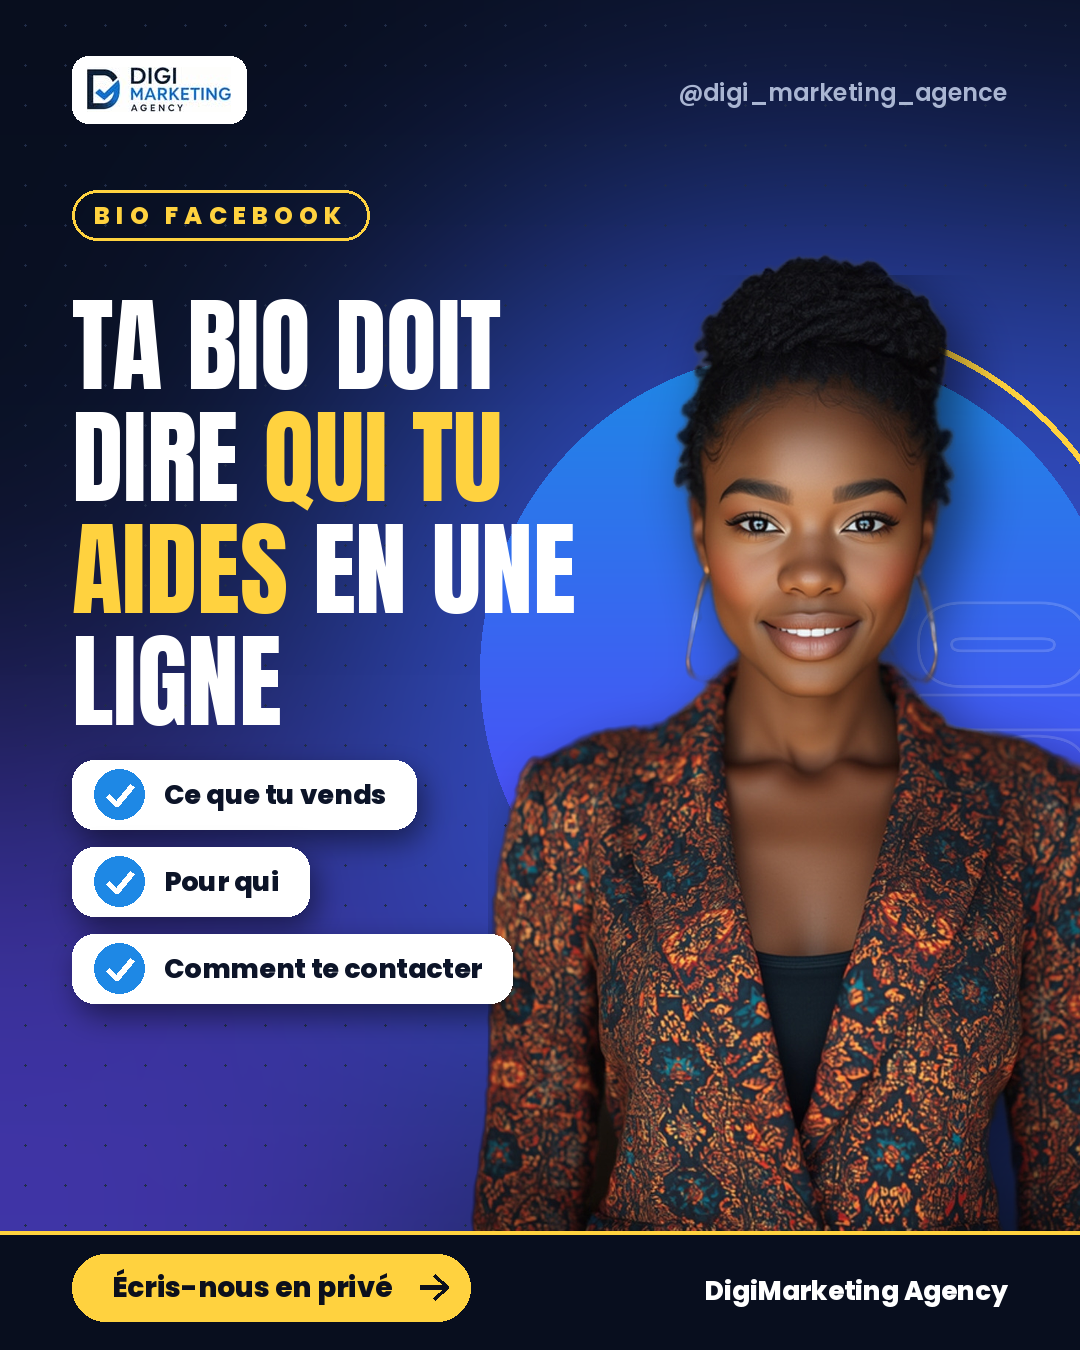 DIGI
MARKETING
AGENCY
@digi_marketing_agence
BIO FACEBOOK
TA BIO DOIT
DIRE QUI TU
AIDES EN UNE
LIGNE
Ce que tu vends
Pour qui
Comment te contacter
Écris-nous en privé
DigiMarketing Agency